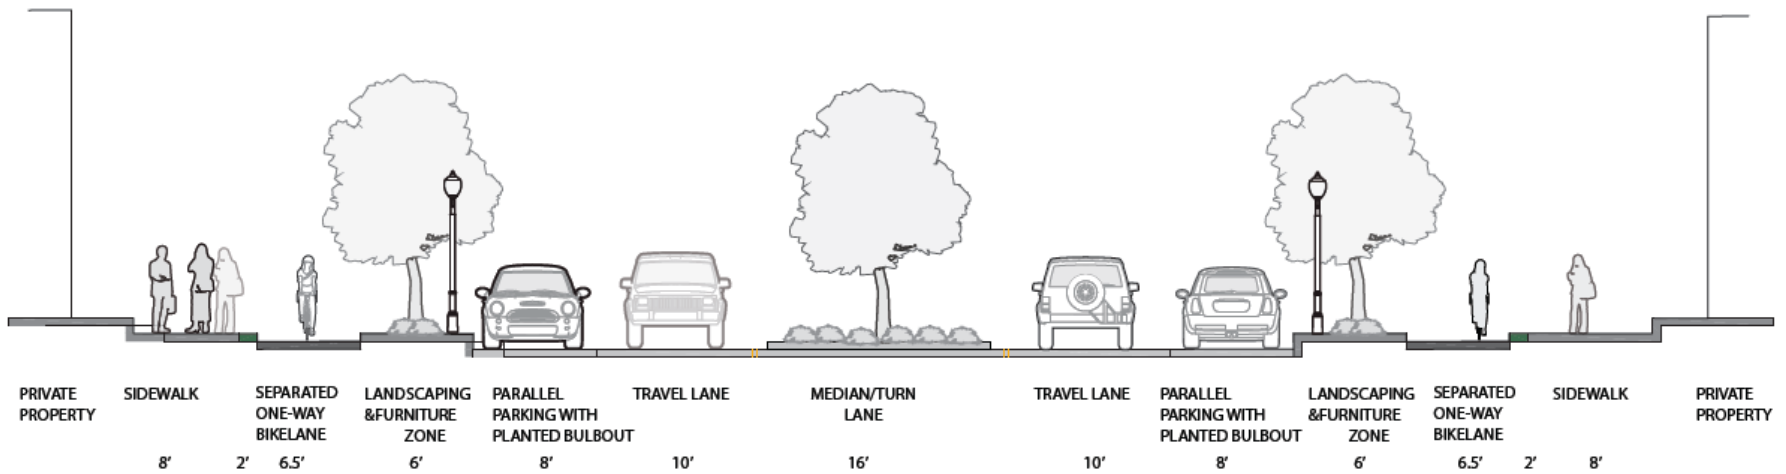 PRIVATE PROPERTY
SIDEWALK
SEPARATED ONE-WAY BIKELANE
LANDSCAPING &FURNITURE ZONE
PARALLEL PARKING WITH PLANTED BULBOUT
TRAVEL LANE
MEDIAN/TURN LANE
TRAVEL LANE
PARALLEL PARKING WITH PLANTED BULBOUT
LANDSCAPING &FURNITURE ZONE
SEPARATED ONE-WAY BIKELANE
SIDEWALK
PRIVATE PROPERTY
8’ 2’ 6.5’ 6’ 8’ 10’ 16’ 10’ 8’ 6’ 6.5’ 2’ 8’